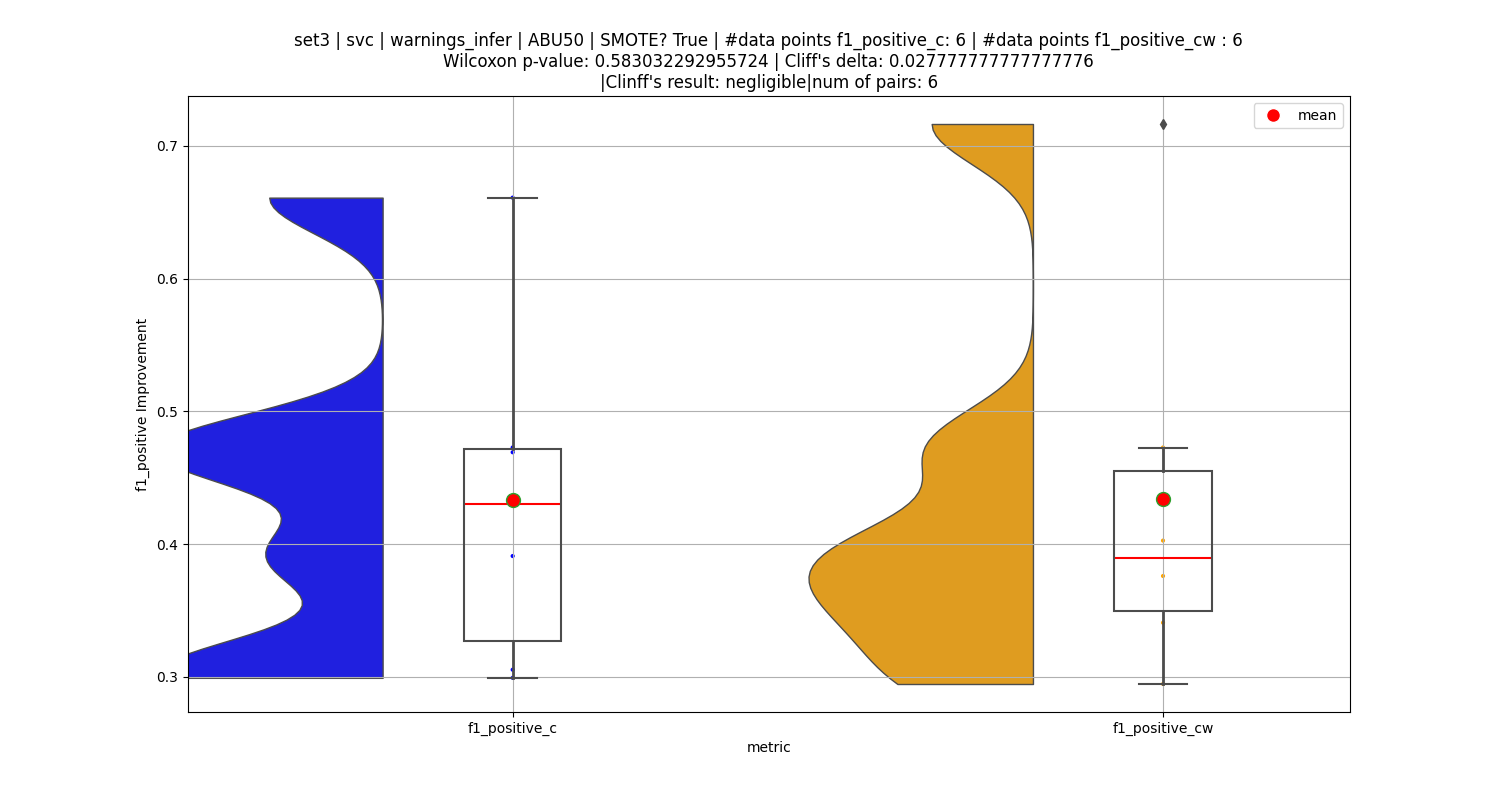 set3 | svc | warnings_infer | ABU50 | SMOTE? True | #data points f1_positive_c: 6 | #data points f1_positive_cw : 6
Wilcoxon p-value: 0.583032292955724 | Cliff's delta: 0.027777777777777776
|Clinff's result: negligible|num of pairs: 6
mean
0.7
0.6
0.5
0.4
0.3
f1_positive Improvement
f1_positive_c
f1_positive_cw
metric